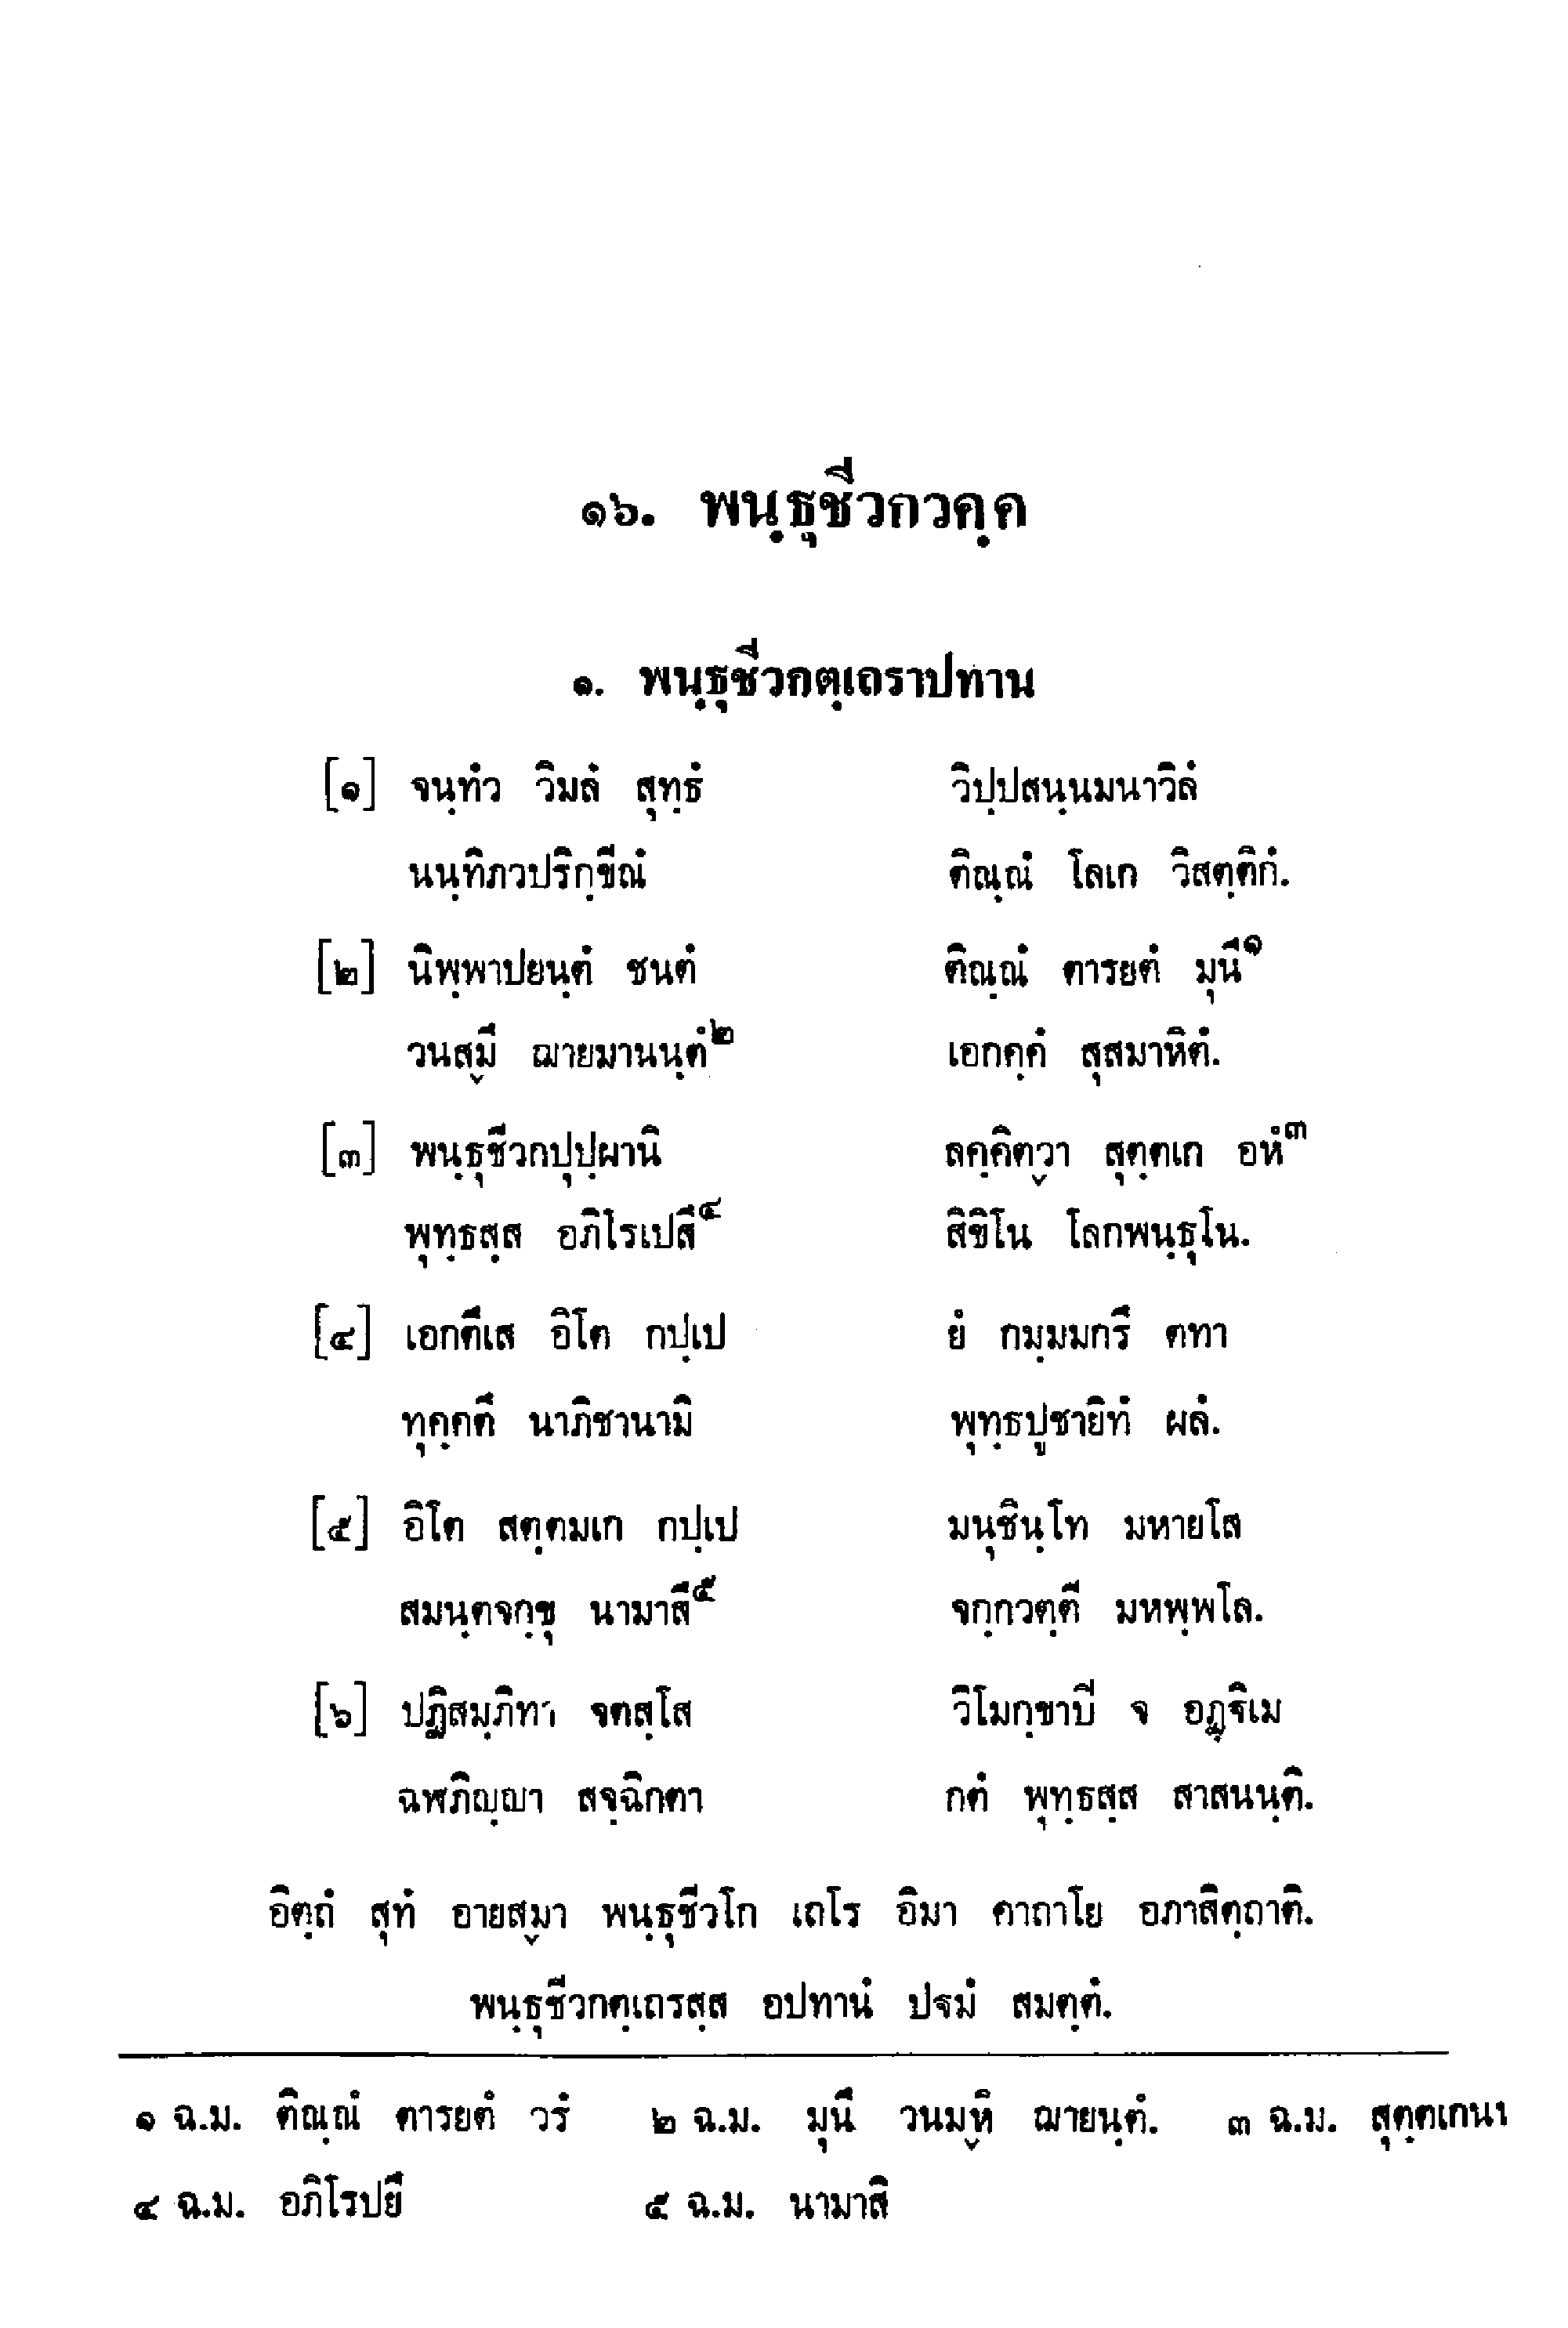 ๑๖. พนฺธุชีวกวคฺค
๑. พนฺธุชีวกตฺเถราปทาน
[๑] จนฺทํว วิมลํ สุทฺธํ วิปฺปสนฺนมนาวิลํ
นนฺทิภวปริกฺขีณํ ติณฺณํ โลเก วิสตฺติกํ.
[๒] นิพฺพาปยนฺตํ ชนตํ ติณฺณํ ตารยตํ มุนึ๑
วนสฺมึ ฌายมานนฺตํ๒ เอกคฺคํ สุสมาหิตํ.
[๓] พนฺธุชีวกปุปฺผานิ ลคฺคิตฺวา สุตฺตเก อหํ๓
พุทฺธสฺส อภิโรเปสึ๔ สิขิโน โลกพนฺธุโน.
[๔] เอกตึเส อิโต กปฺเป ยํ กมฺมมกรึ ตทา
ทุคฺคตึ นาภิชานามิ พุทฺธปูชายิทํ ผลํ.
[๕] อิโต สตฺตมเก กปฺเป มนุชินฺโท มหายโส
สมนฺตจกฺขุ นามาสึ๕ จกฺกวตฺตี มหพฺพโล.
[๖] ปฏิสมฺภิทา จตสฺโส วิโมกฺขาปี จ อฏฺฐิเม
ฉฬภิญฺญา สจฺฉิกตา กตํ พุทฺธสฺส สาสนนฺติ.
อิตฺถํ สุทํ อายสฺมา พนฺธุชีวโก เถโร อิมา คาถาโย อภาสิตฺถาติ.
พนฺธุชีวกตฺเถรสฺส อปทานํ ปฐมํ สมตฺตํ.
๑ ฉ.ม. ติณฺณํ ตารยตํ วรํ ๒ ฉ.ม. มุนึ วนมฺหิ ฌายนฺตํ. ๓ ฉ.ม. สุตฺตเกนา
๔ ฉ.ม. อภิโรปยึ ๕ ฉ.ม. นามาสิ